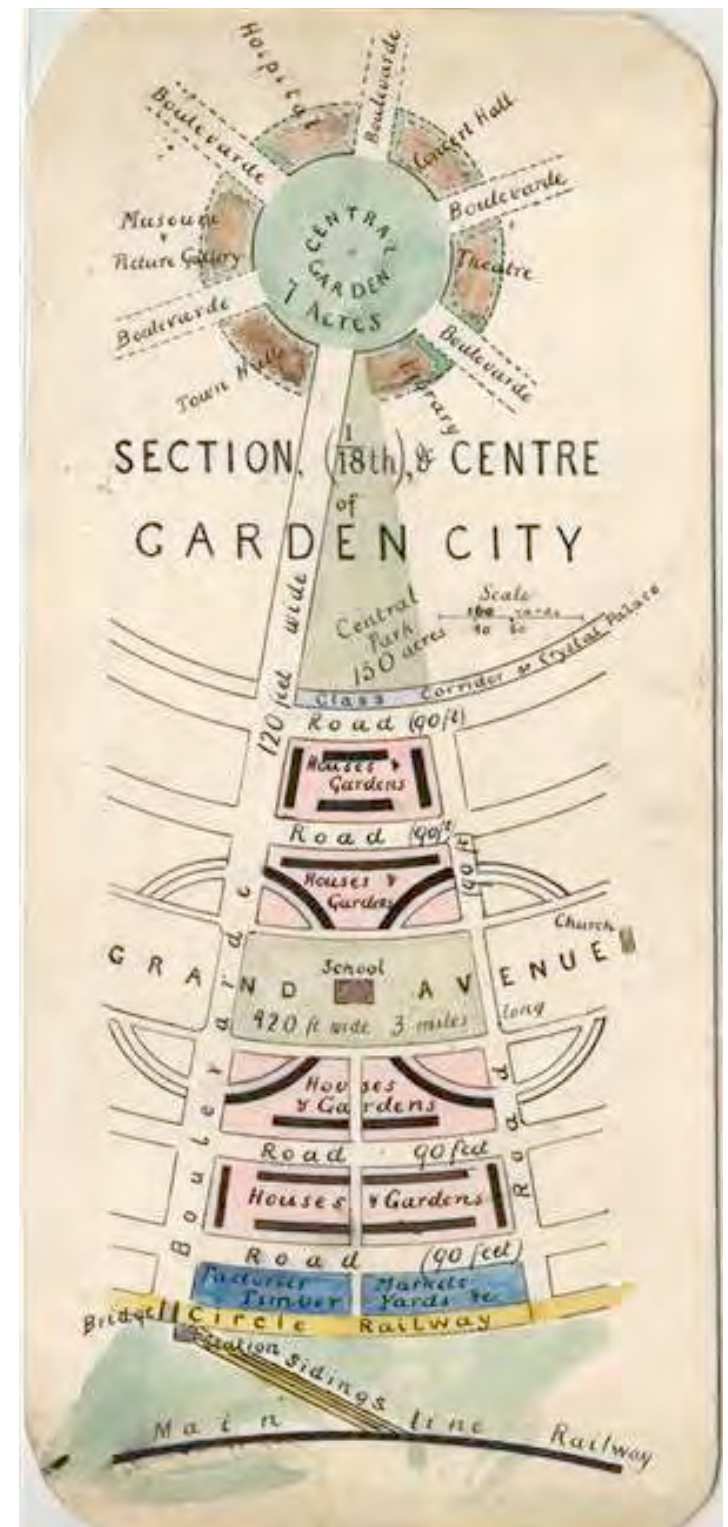 Hospital
Boulevarde
Concert Hall
Boulevarde
Theatre
Boulevarde
Library
Town Hall
Boulevarde
Museum
&
Picture Gallery
Boulevarde
CENTRAL
GARDEN
7 ACRES
SECTION, (1/18th), & CENTRE
of
GARDEN CITY
Central
Park
150 acres
Scale
yards
Glass Corridor or Crystal Palace
120 feet wide
Boulevarde
Road (90ft)
Houses &
Gardens
Road (90ft)
90 ft
Houses &
Gardens
Church
School
GRAND AVENUE
420 ft wide 3 miles long
Houses
& Gardens
Road
Road 90 feet
Houses & Gardens
Road (90 feet)
Factories Markets
Timber Yards &c
Bridge
Circle Railway
Station
Sidings
Main line Railway